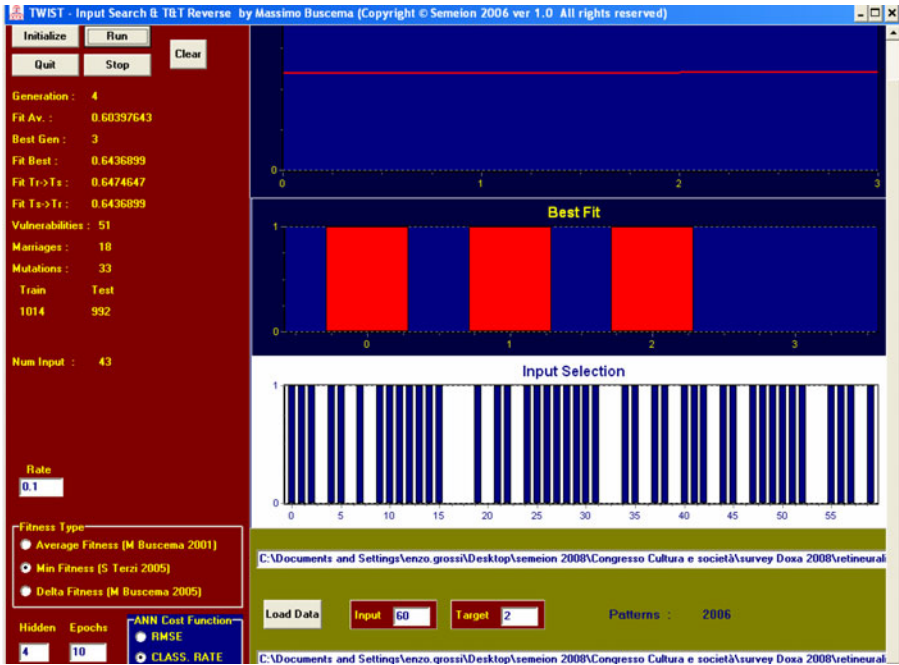 TWIST - Input Search & T&T Reverse by Massimo Buscema (Copyright © Semeion 2006 ver 1.0 All rights reserved)
Initialize Run
Clear
Quit Stop
Generation : 4
Fit Av. : 0.60397643
Best Gen : 3
Fit Best : 0.6436899
Fit Tr->Ts : 0.6474647
Fit Ts->Tr : 0.6436899
Vulnerabilities : 51
Marriages : 18
Mutations : 33
Train Test
1014 992
Num Input : 43
Rate
0.1
Fitness Type
Average Fitness (M Buscema 2001)
Min Fitness (S Terzi 2005)
Delta Fitness (M Buscema 2005)
Hidden Epochs
4 10
ANN Cost Function
RMSE
CLASS. RATE
0
0 1 2 3
Best Fit
1
0
0 1 2 3
Input Selection
1
0
0 5 10 15 20 25 30 35 40 45 50 55
C:\Documents and Settings\enzo.grossi\Desktop\semeion 2008\Congresso Cultura e società\survey Doxa 2008\retineurali
Load Data Input 60 Target 2 Patterns : 2006
C:\Documents and Settings\enzo.grossi\Desktop\semeion 2008\Congresso Cultura e società\survey Doxa 2008\retineurali